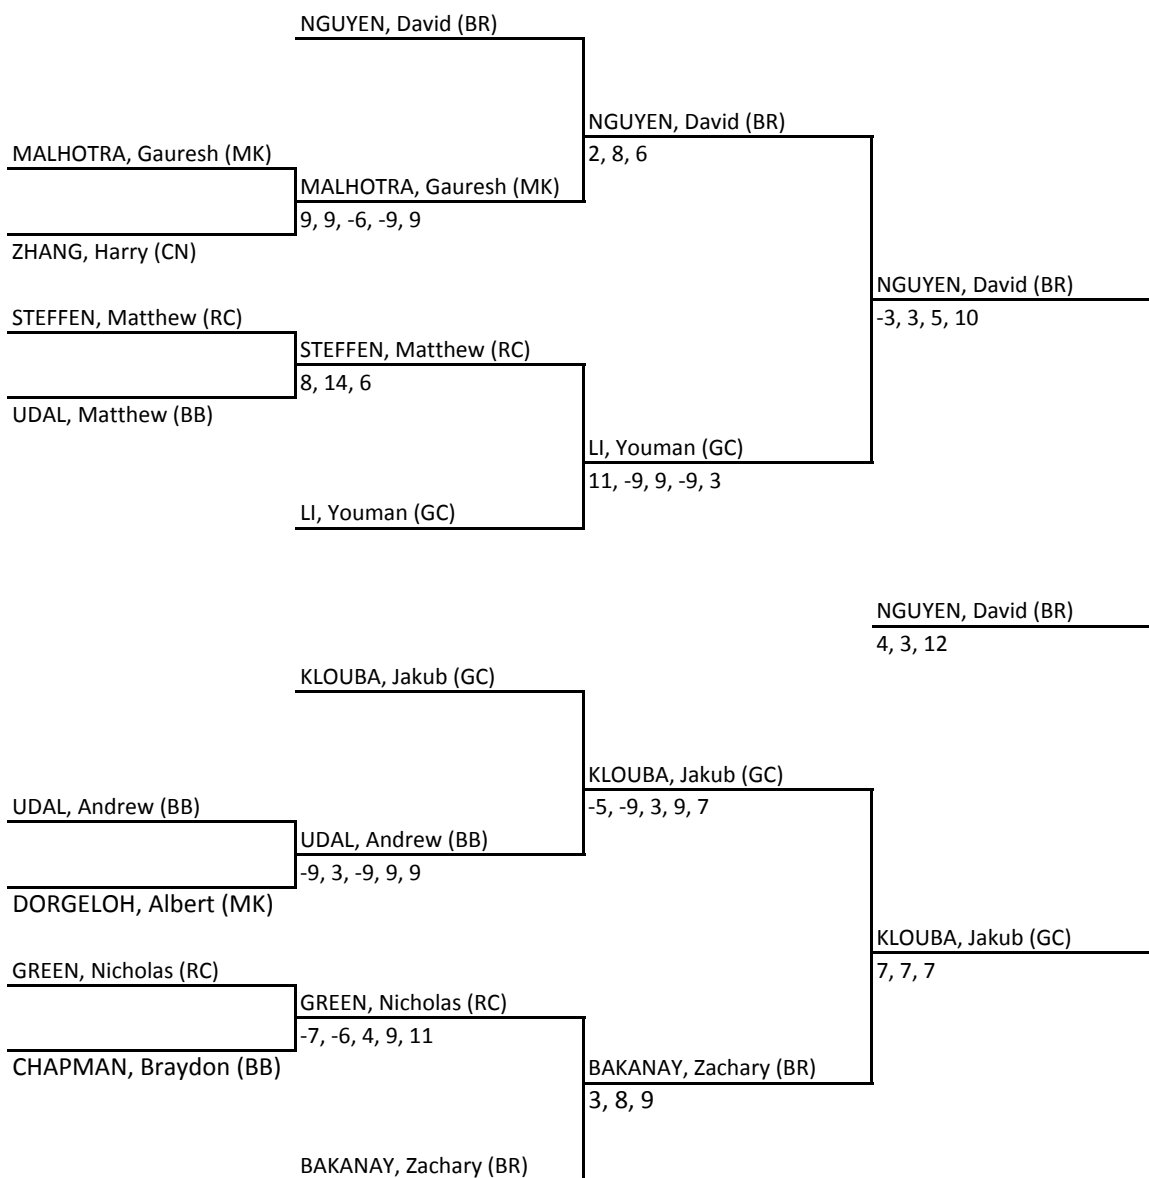 NGUYEN, David (BR)
NGUYEN, David (BR)
2, 8, 6
MALHOTRA, Gauresh (MK)
MALHOTRA, Gauresh (MK)
9, 9, -6, -9, 9
ZHANG, Harry (CN)
NGUYEN, David (BR)
-3, 3, 5, 10
STEFFEN, Matthew (RC)
STEFFEN, Matthew (RC)
8, 14, 6
UDAL, Matthew (BB)
LI, Youman (GC)
11, -9, 9, -9, 3
LI, Youman (GC)
NGUYEN, David (BR)
4, 3, 12
KLOUBA, Jakub (GC)
KLOUBA, Jakub (GC)
-5, -9, 3, 9, 7
UDAL, Andrew (BB)
UDAL, Andrew (BB)
-9, 3, -9, 9, 9
DORGELOH, Albert (MK)
KLOUBA, Jakub (GC)
7, 7, 7
GREEN, Nicholas (RC)
GREEN, Nicholas (RC)
-7, -6, 4, 9, 11
CHAPMAN, Braydon (BB)
BAKANAY, Zachary (BR)
3, 8, 9
BAKANAY, Zachary (BR)